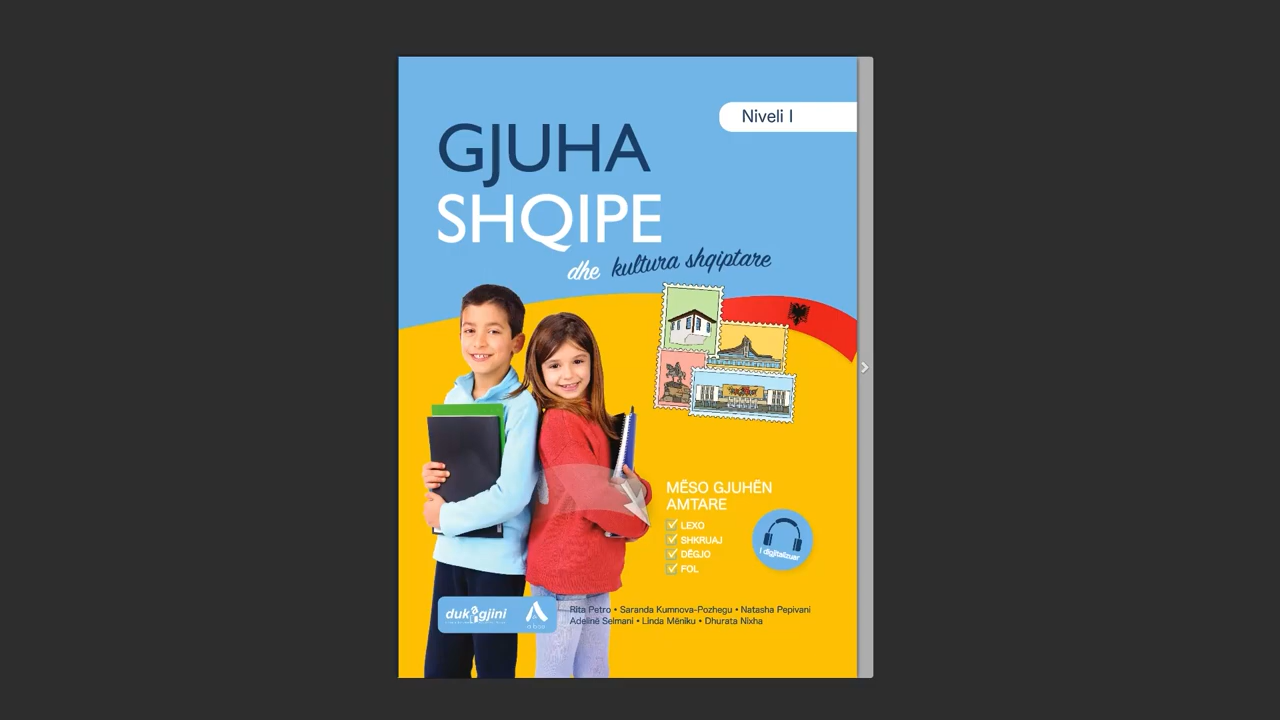 Niveli I
GJUHA
SHQIPE
dhe kultura shqiptare
MËSO GJUHËN
AMTARE
LEXO
SHKRUAJ
DËGJO
FOL
I digjitalizuar
dukagjini
Rita Petro • Saranda Kumnova-Pozhegu • Natasha Pepivani
Adelinë Selmani • Linda Mëniku • Dhurata Nixha